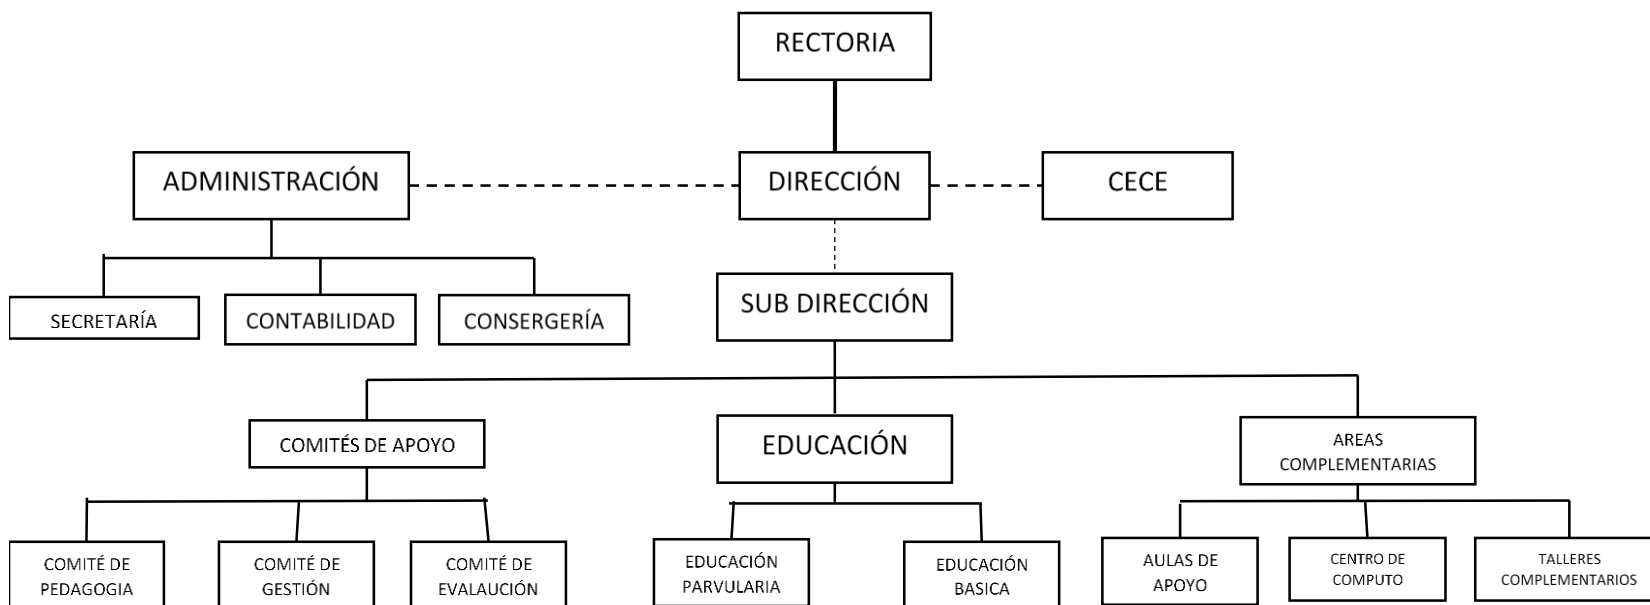 RECTORIA
ADMINISTRACIÓN
DIRECCIÓN
CECE
SECRETARÍA
CONTABILIDAD
CONSERGERÍA
SUB DIRECCIÓN
COMITÉS DE APOYO
EDUCACIÓN
AREAS
COMPLEMENTARIAS
COMITÉ DE
PEDAGOGIA
COMITÉ DE
GESTIÓN
COMITÉ DE
EVALAUCIÓN
EDUCACIÓN
PARVULARIA
EDUCACIÓN
BASICA
AULAS DE
APOYO
CENTRO DE
COMPUTO
TALLERES
COMPLEMENTARIOS